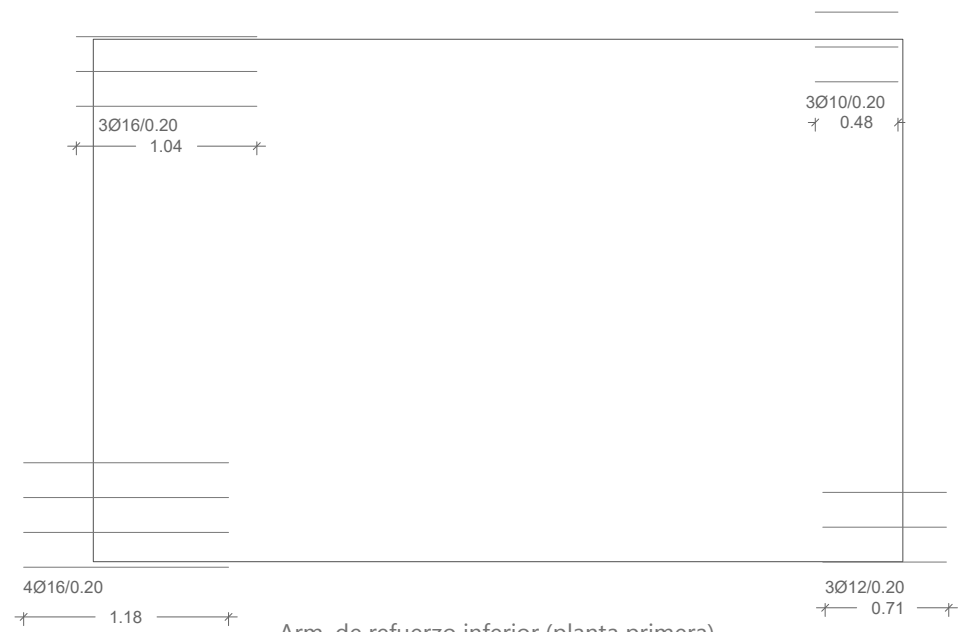 3Ø10/0.20
0.48
3Ø16/0.20
1.04
4Ø16/0.20
1.18
3Ø12/0.20
0.71
Arm. de refuerzo inferior (planta primera)